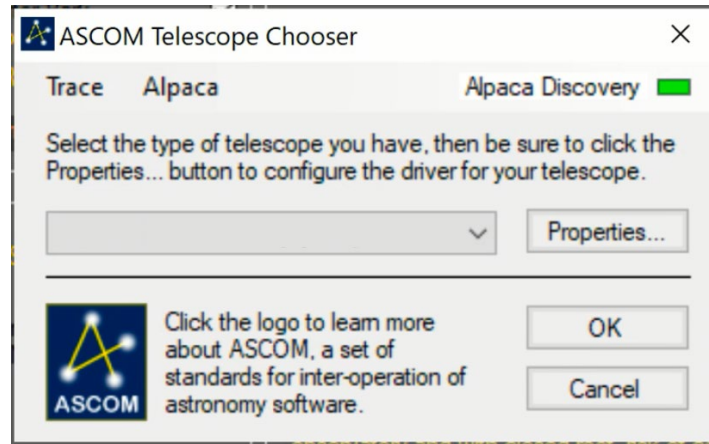 ASCOM Telescope Chooser
Trace Alpaca Alpaca Discovery
Select the type of telescope you have, then be sure to click the
Properties... button to configure the driver for your telescope.
Properties...
Click the logo to learn more
about ASCOM, a set of
standards for inter-operation of
astronomy software.
ASCOM
OK
Cancel